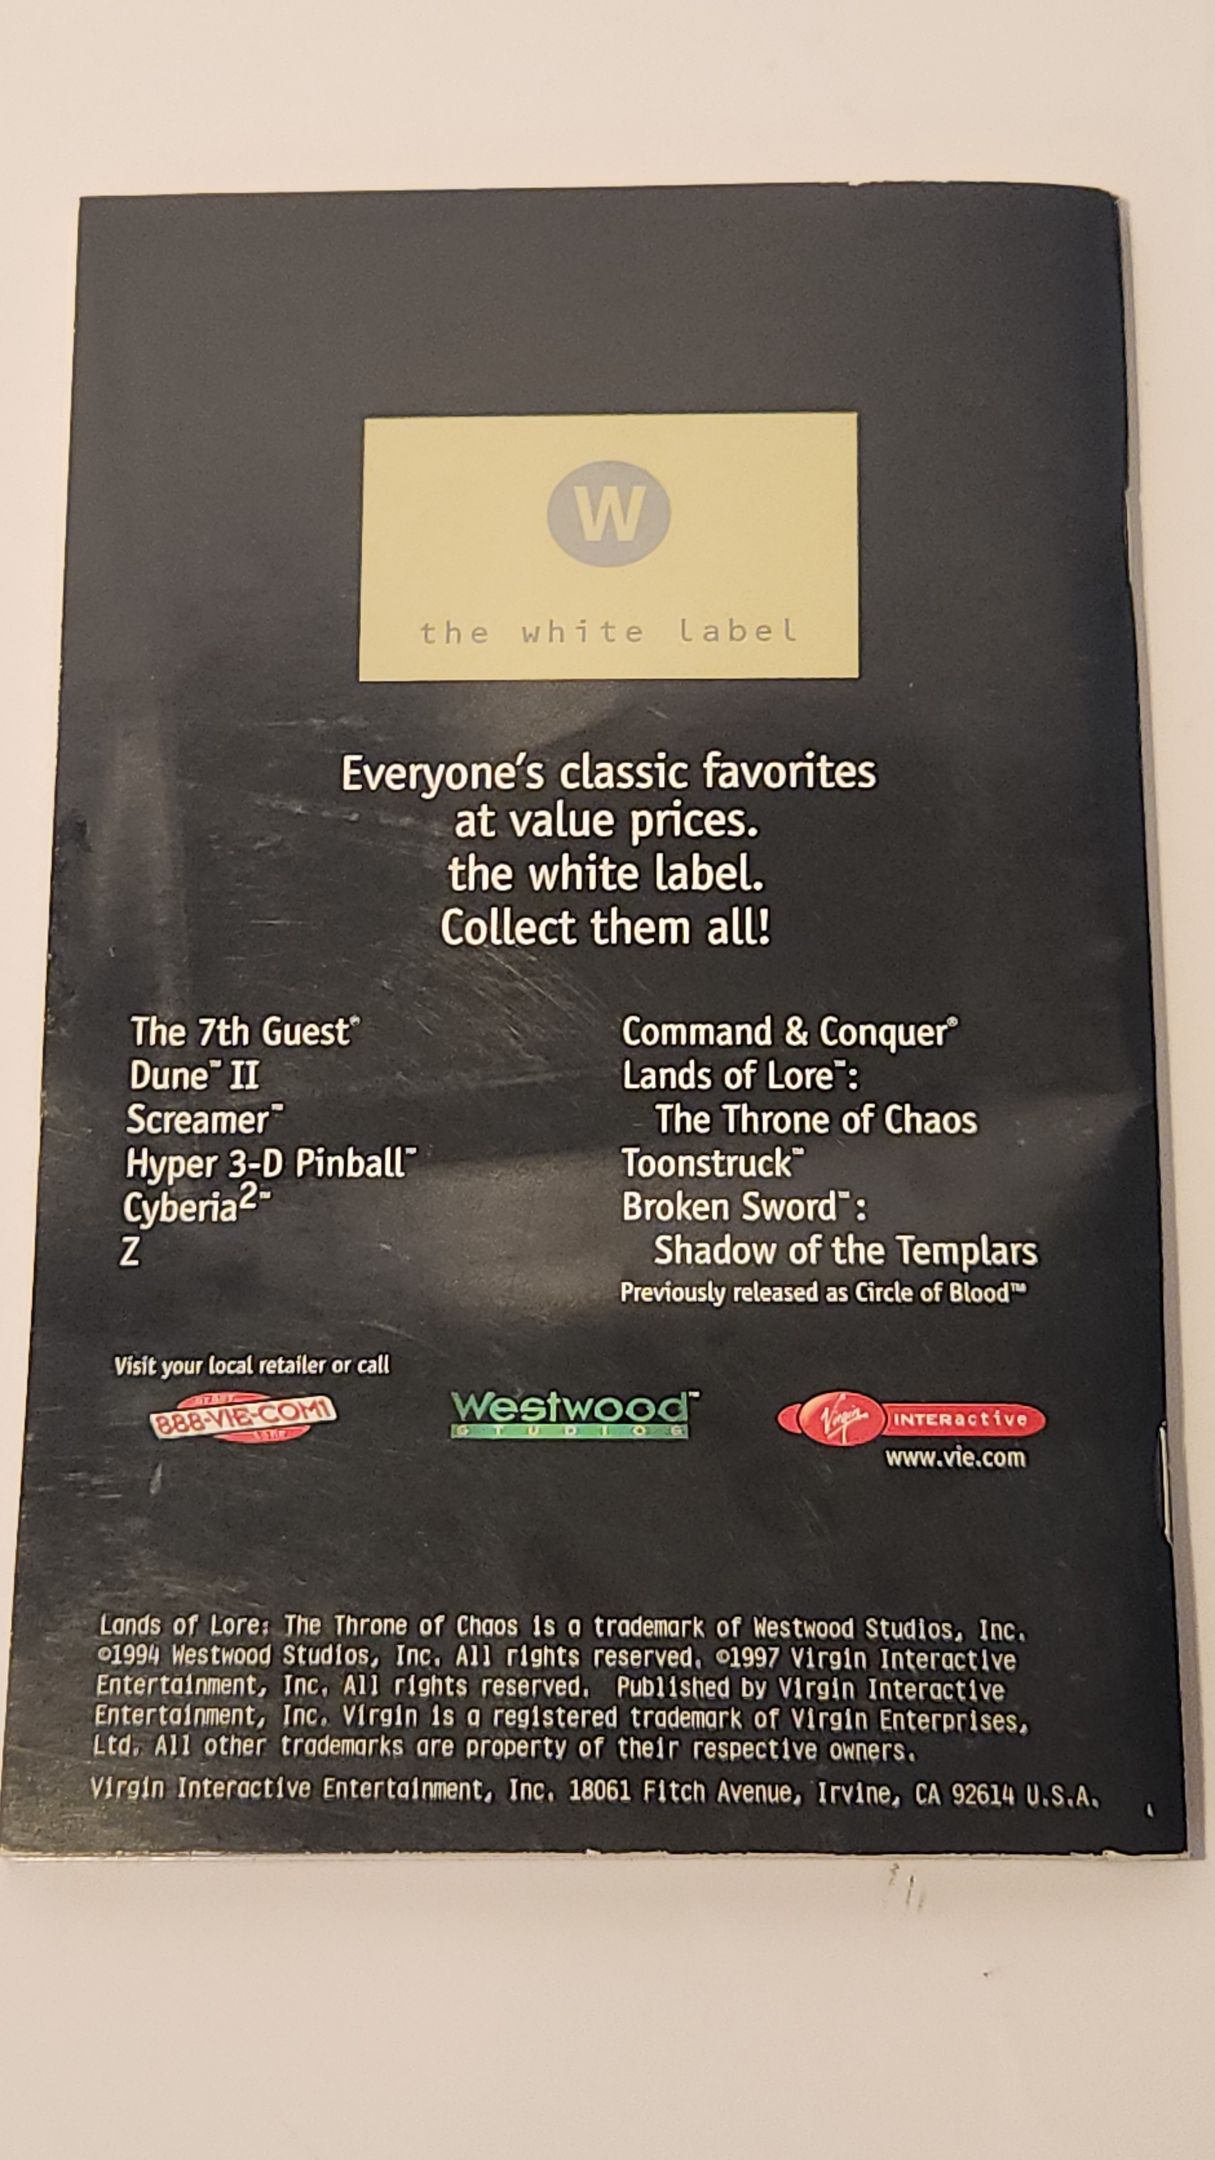 W
the white label
Everyone's classic favorites
at value prices.
the white label.
Collect them all!
The 7th Guest®
Dune™ II
Screamer™
Hyper 3-D Pinball™
Cyberia2™
Z
Command & Conquer®
Lands of Lore™:
The Throne of Chaos
Toonstruck™
Broken Sword™:
Shadow of the Templars
Previously released as Circle of Blood™
Visit your local retailer or call
888-VIE-COM1
Westwood™
STUDIOS
Virgin INTERactive
www.vie.com
Lands of Lore: The Throne of Chaos is a trademark of Westwood Studios, Inc.
©1994 Westwood Studios, Inc. All rights reserved. ©1997 Virgin Interactive
Entertainment, Inc. All rights reserved. Published by Virgin Interactive
Entertainment, Inc. Virgin is a registered trademark of Virgin Enterprises,
Ltd. All other trademarks are property of their respective owners.
Virgin Interactive Entertainment, Inc. 18061 Fitch Avenue, Irvine, CA 92614 U.S.A.